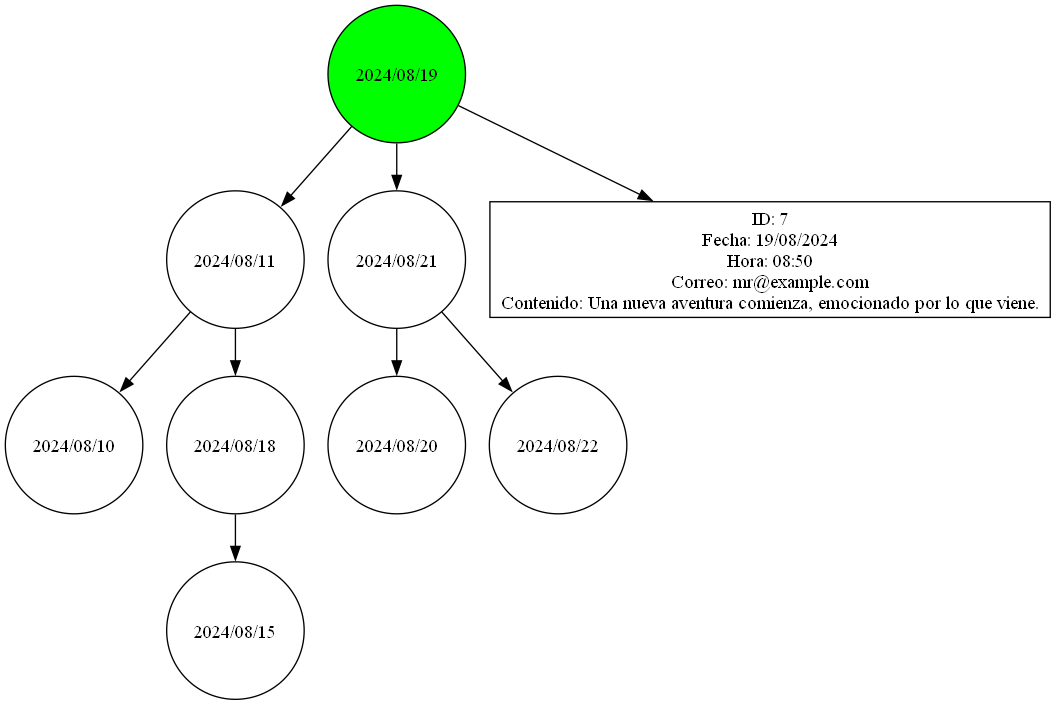 2024/08/19
2024/08/11
2024/08/21
ID: 7
Fecha: 19/08/2024
Hora: 08:50
Correo: mr@example.com
Contenido: Una nueva aventura comienza, emocionado por lo que viene.
2024/08/10
2024/08/18
2024/08/20
2024/08/22
2024/08/15